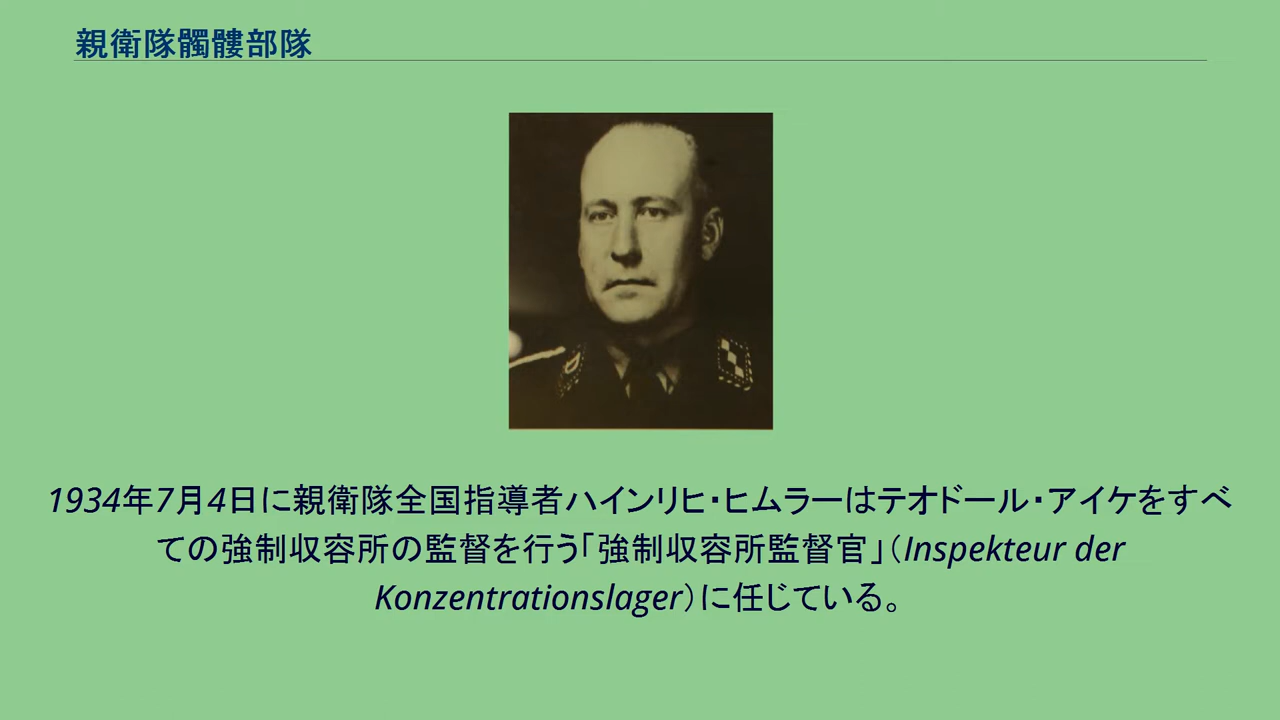 親衛隊髑髏部隊
1934年7月4日に親衛隊全国指導者ハインリヒ・ヒムラーはテオドール・アイケをすべ
ての強制収容所の監督を行う「強制収容所監督官」（Inspekteur der
Konzentrationslager）に任じている。